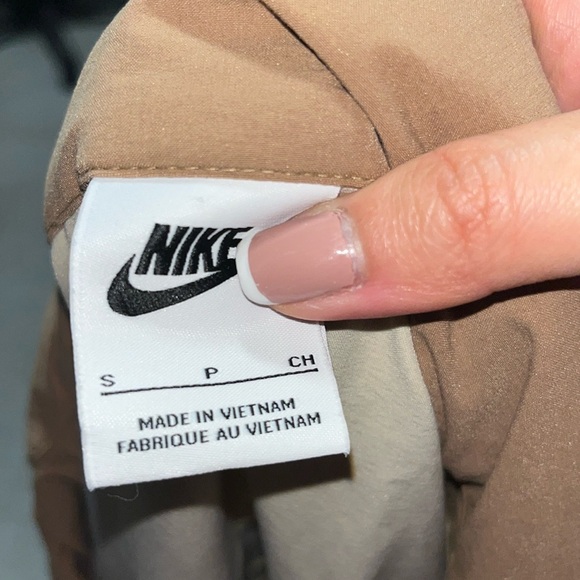 NIKE
S P CH
MADE IN VIETNAM
FABRIQUE AU VIETNAM